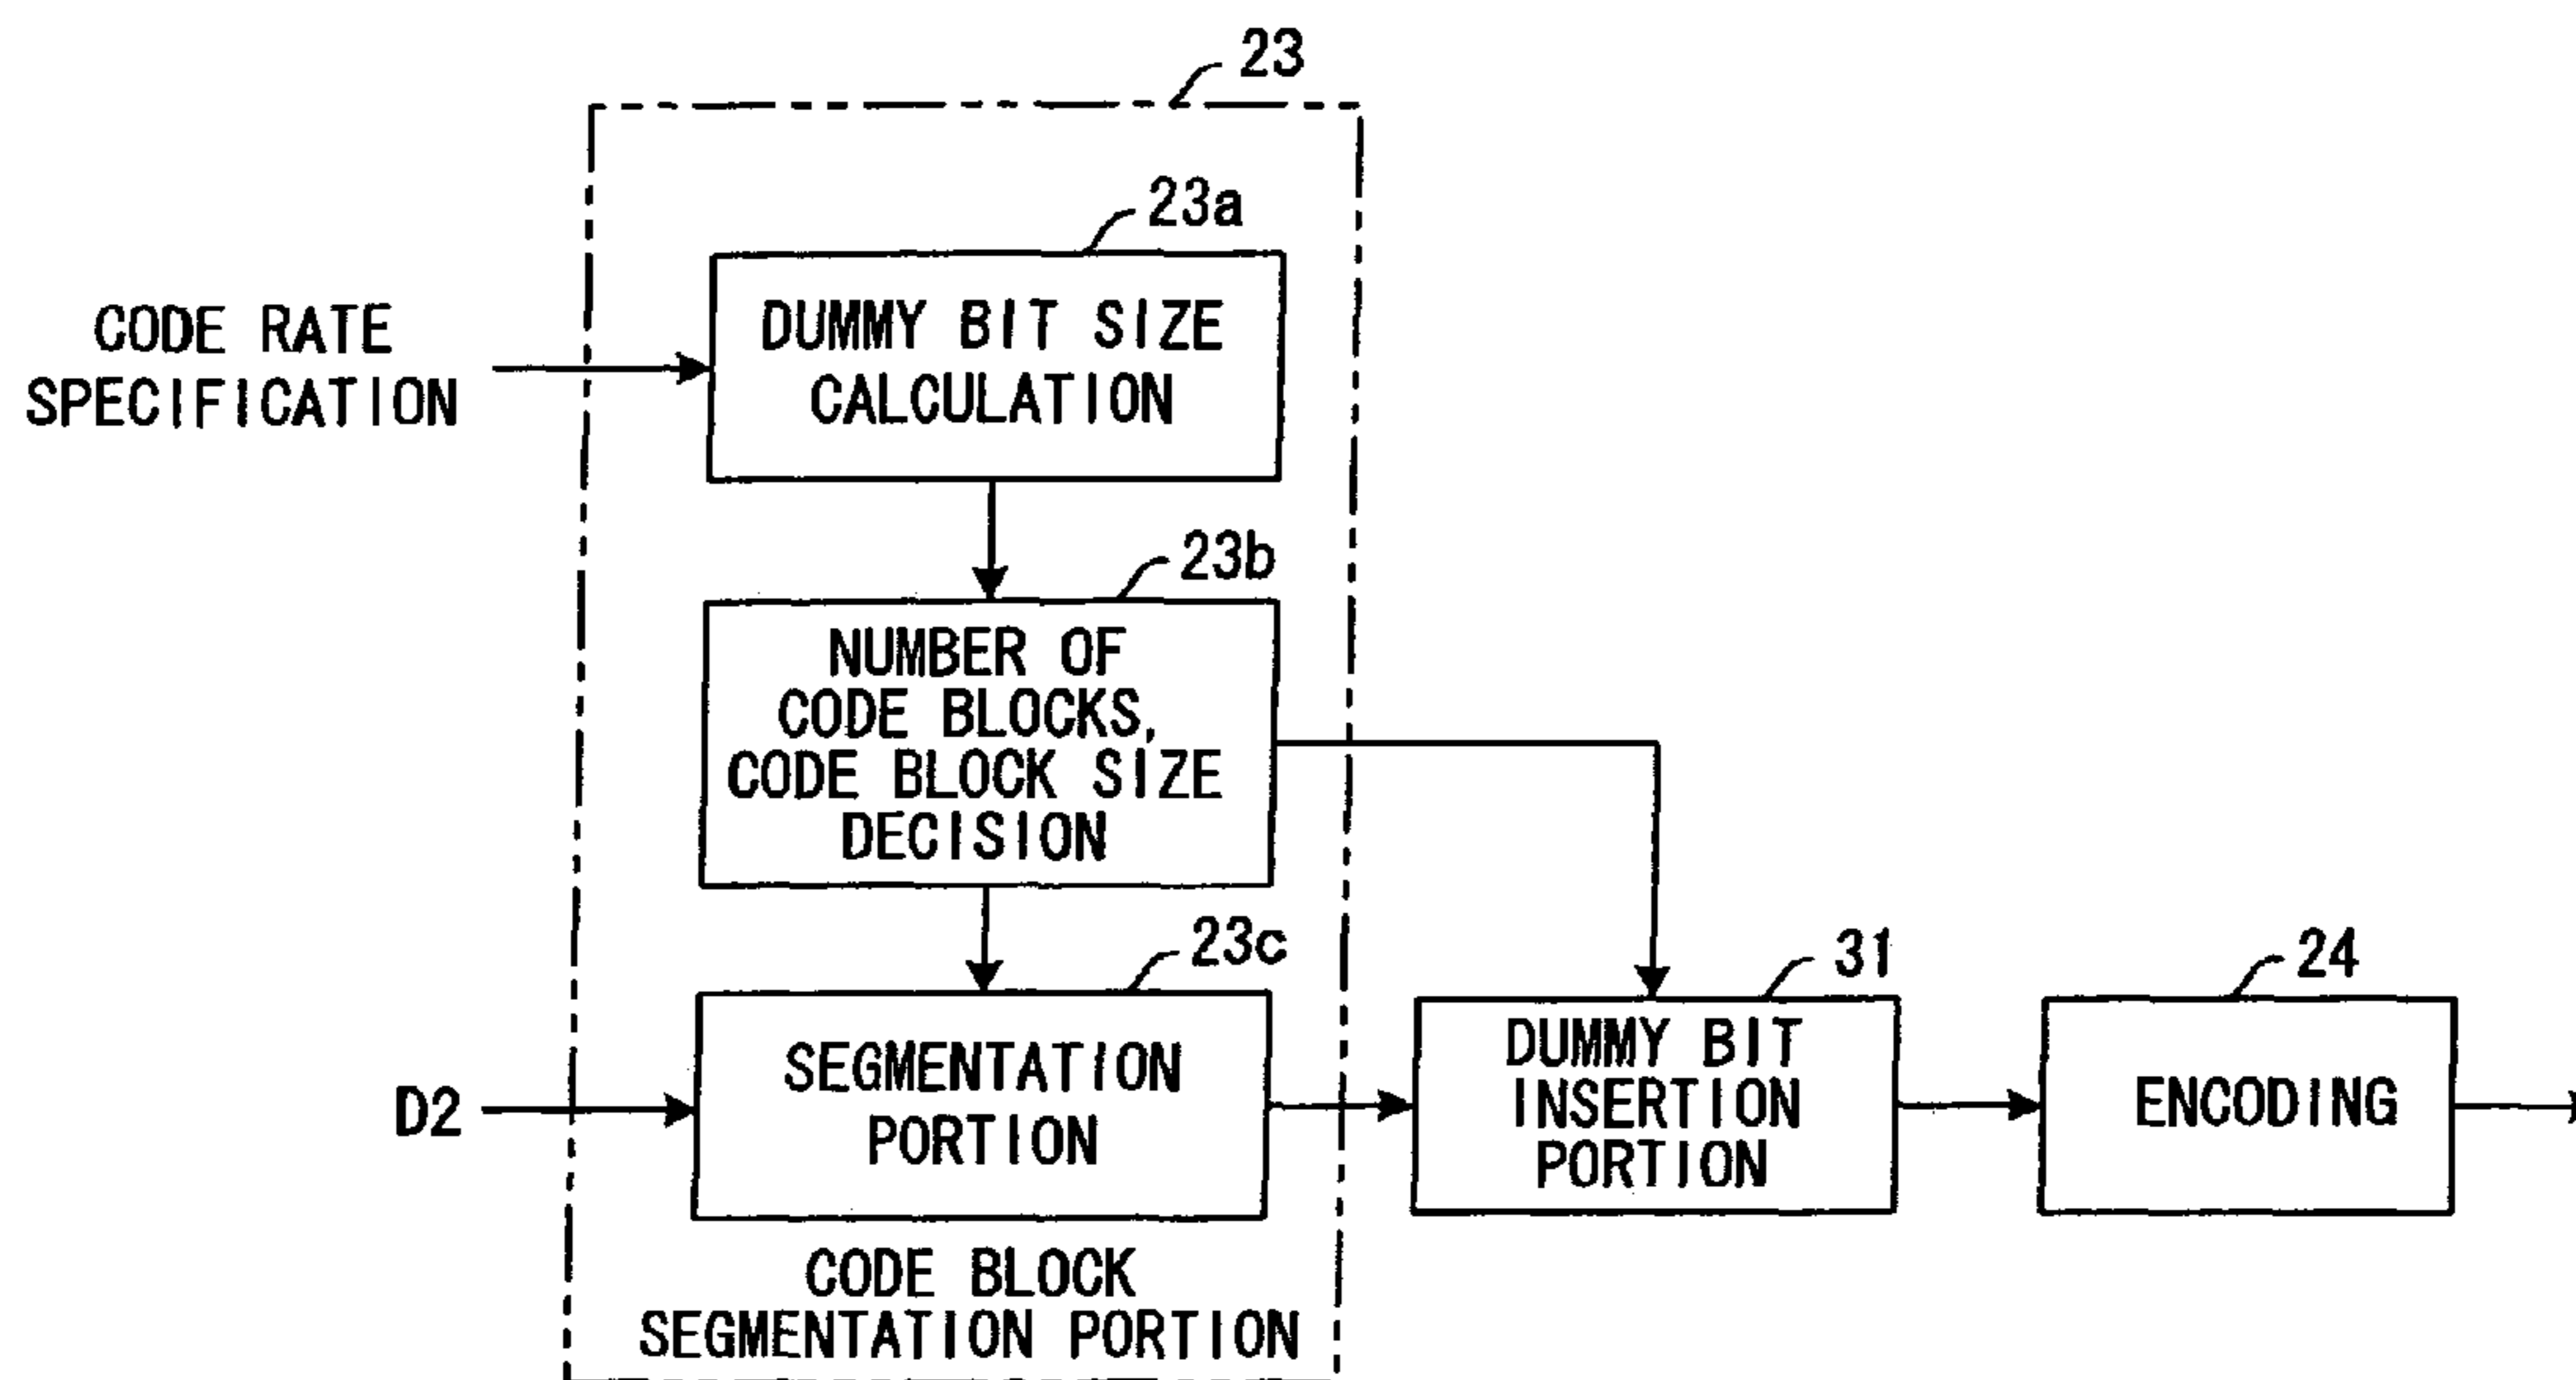 23
23a
CODE RATE
SPECIFICATION
DUMMY BIT SIZE
CALCULATION
23b
NUMBER OF
CODE BLOCKS,
CODE BLOCK SIZE
DECISION
23c
31
24
D2
SEGMENTATION
PORTION
DUMMY BIT
INSERTION
PORTION
ENCODING
CODE BLOCK
SEGMENTATION PORTION